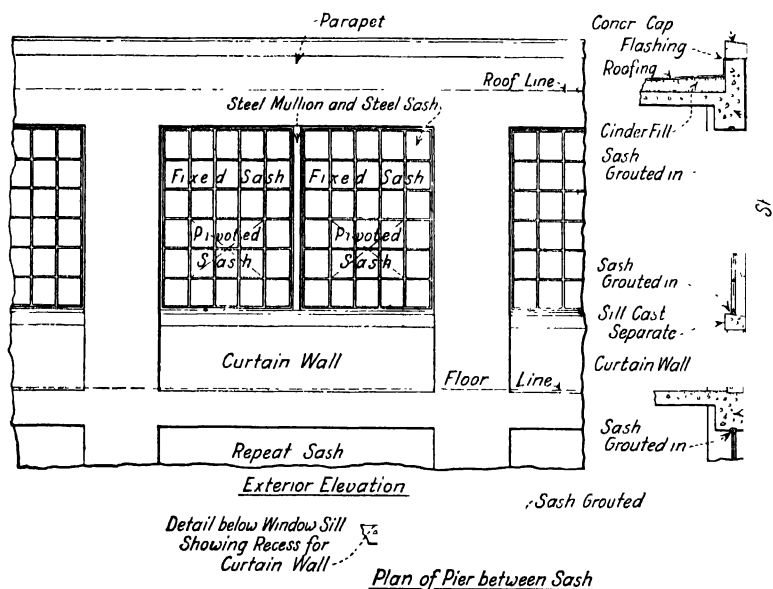 Parapet
Concr Cap
Flashing
Roofing
Roof Line
Steel Mullion and Steel Sash
Cinder Fill
Sash
Grouted in
Fixed Sash Fixed Sash
Pivoted Pivoted
Sash Sash
St
Sash
Grouted in
Sill Cast
Separate
Curtain Wall
Curtain Wall
Floor Line
Sash
Grouted in
Repeat Sash
Exterior Elevation
Sash Grouted
Detail below Window Sill
Showing Recess for
Curtain Wall
Plan of Pier between Sash